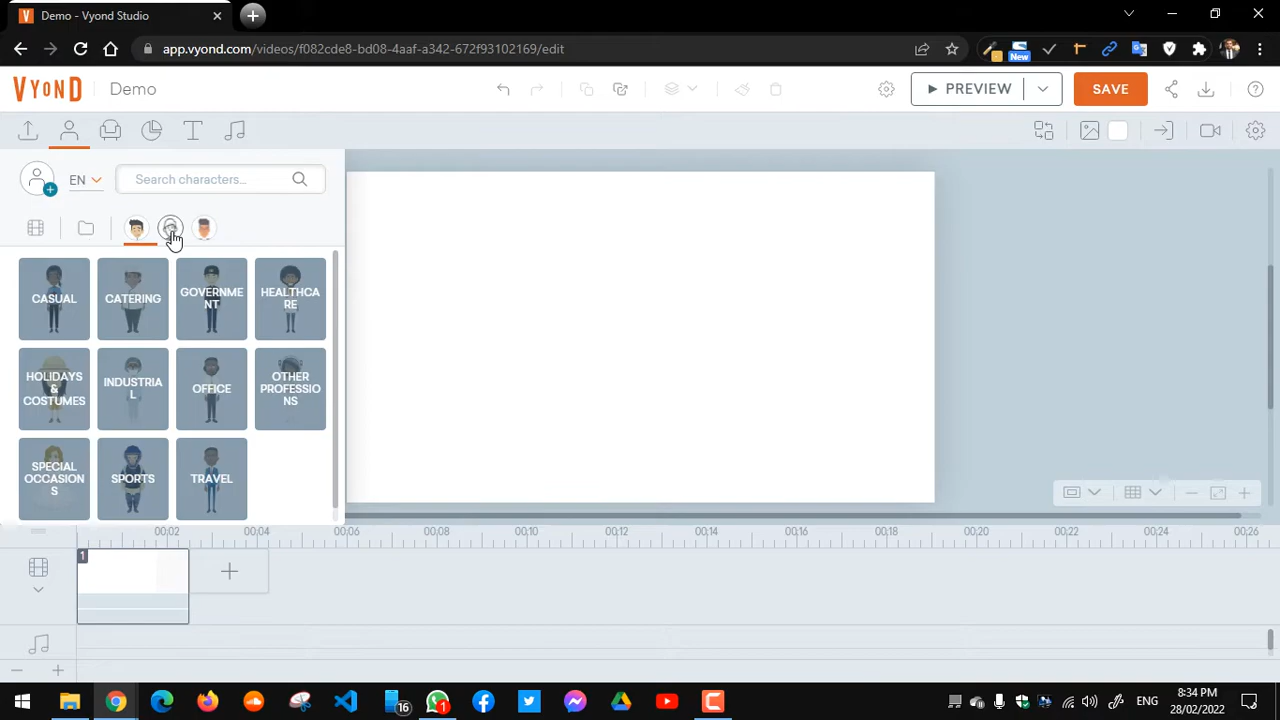 Demo - Vyond Studio
app.vyond.com/videos/f082cde8-bd08-4aaf-a342-672f93102169/edit
New
VYOND
Demo
PREVIEW
SAVE
EN
Search characters...
CASUAL
CATERING
GOVERNME
NT
HEALTHCA
RE
HOLIDAYS
&
COSTUMES
INDUSTRIA
L
OFFICE
OTHER
PROFESSIO
NS
SPECIAL
OCCASION
S
SPORTS
TRAVEL
00:02
00:04
00:06
00:08
00:10
00:12
00:14
00:16
00:18
00:20
00:22
00:24
00:26
1
16
1
ENG
8:34 PM
28/02/2022